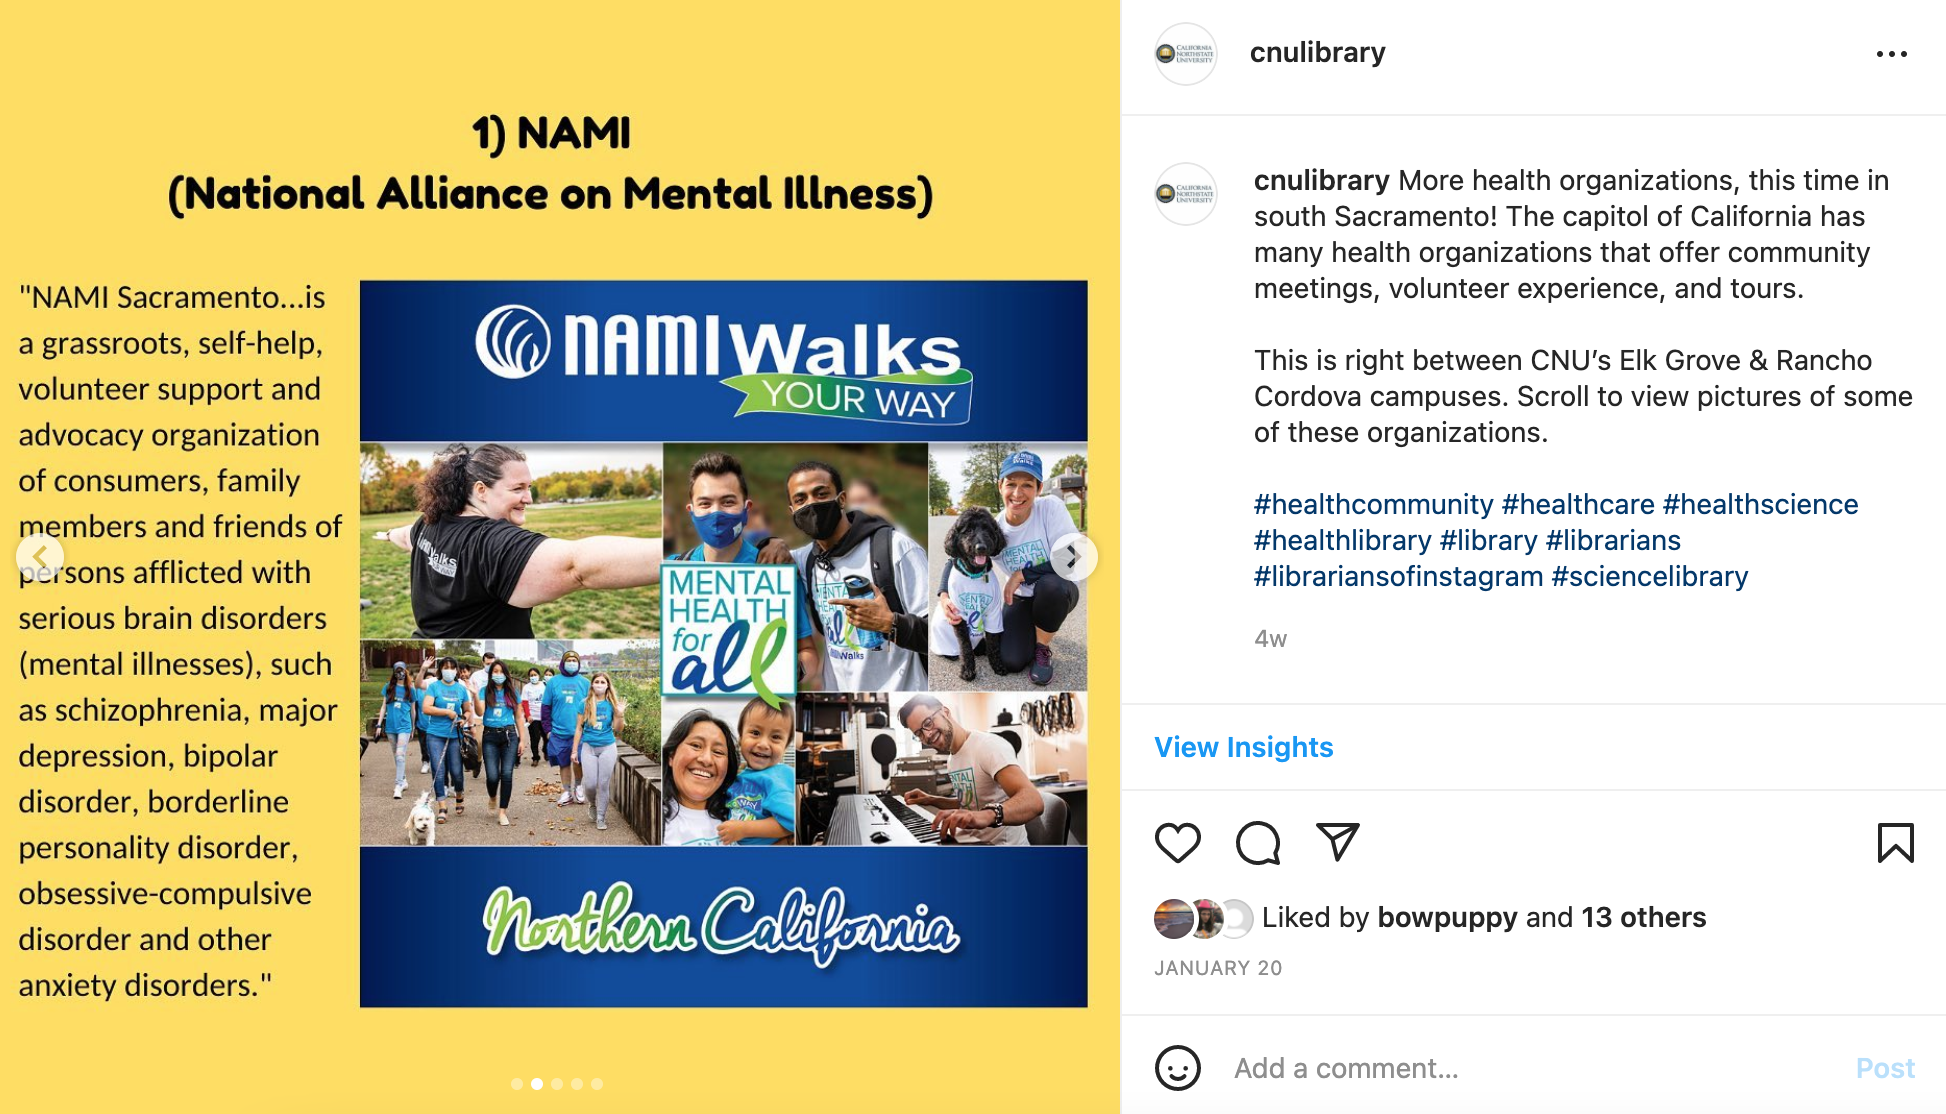 1) NAMI
(National Alliance on Mental Illness)
"NAMI Sacramento...is
a grassroots, self-help,
volunteer support and
advocacy organization
of consumers, family
members and friends of
persons afflicted with
serious brain disorders
(mental illnesses), such
as schizophrenia, major
depression, bipolar
disorder, borderline
personality disorder,
obsessive-compulsive
disorder and other
anxiety disorders."
NAMIWalks
YOUR WAY
MENTAL
HEALTH
for
all
Northern California
CALIFORNIA
NORTHSTATE
UNIVERSITY
cnulibrary
CALIFORNIA
NORTHSTATE
UNIVERSITY
cnulibrary More health organizations, this time in
south Sacramento! The capitol of California has
many health organizations that offer community
meetings, volunteer experience, and tours.
This is right between CNU’s Elk Grove & Rancho
Cordova campuses. Scroll to view pictures of some
of these organizations.
#healthcommunity #healthcare #healthscience
#healthlibrary #library #librarians
#librariansofinstagram #sciencelibrary
4w
View Insights
Liked by bowpuppy and 13 others
JANUARY 20
Add a comment...
Post